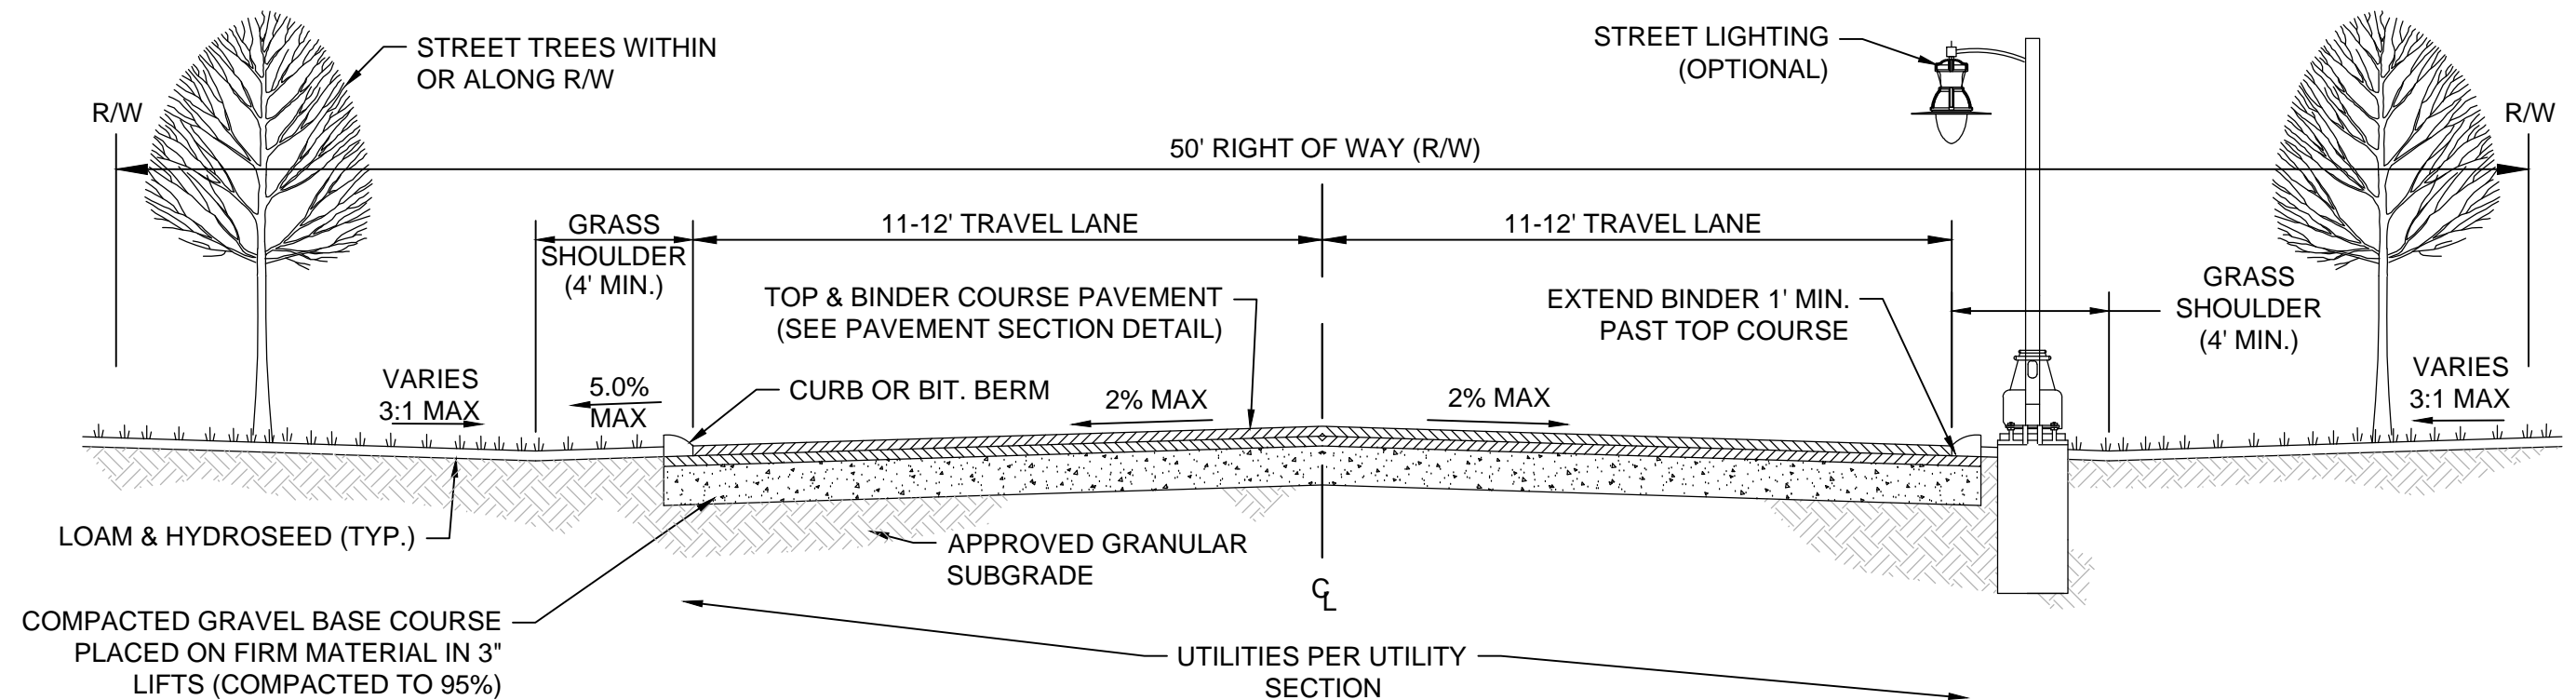 STREET TREES WITHIN
OR ALONG R/W
STREET LIGHTING
(OPTIONAL)
R/W
R/W
50' RIGHT OF WAY (R/W)
GRASS
SHOULDER
(4' MIN.)
11-12' TRAVEL LANE
11-12' TRAVEL LANE
GRASS
SHOULDER
(4' MIN.)
TOP & BINDER COURSE PAVEMENT
(SEE PAVEMENT SECTION DETAIL)
EXTEND BINDER 1' MIN.
PAST TOP COURSE
VARIES
3:1 MAX
5.0%
MAX
CURB OR BIT. BERM
2% MAX
2% MAX
VARIES
3:1 MAX
LOAM & HYDROSEED (TYP.)
APPROVED GRANULAR
SUBGRADE
CL
COMPACTED GRAVEL BASE COURSE
PLACED ON FIRM MATERIAL IN 3"
LIFTS (COMPACTED TO 95%)
UTILITIES PER UTILITY
SECTION